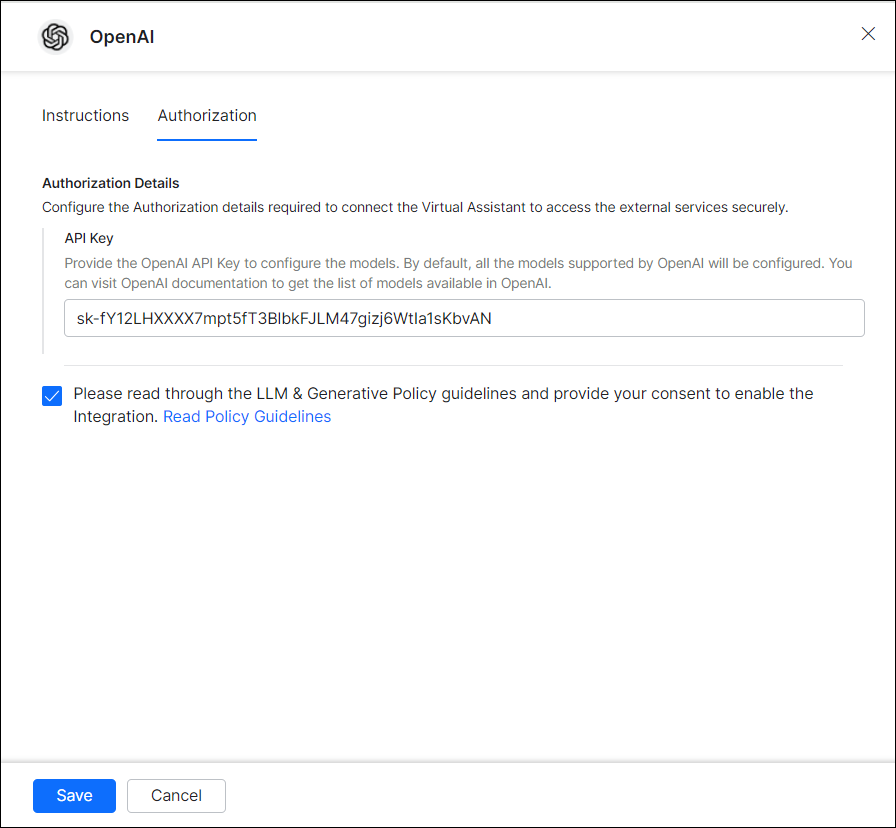 OpenAI
Instructions Authorization
Authorization Details
Configure the Authorization details required to connect the Virtual Assistant to access the external services securely.
API Key
Provide the OpenAI API Key to configure the models. By default, all the models supported by OpenAI will be configured. You
can visit OpenAI documentation to get the list of models available in OpenAI.
sk-fY12LHXXXX7mpt5fT3BlbkFJLM47gizj6WtIa1sKbvAN
Please read through the LLM & Generative Policy guidelines and provide your consent to enable the
Integration. Read Policy Guidelines
Save Cancel